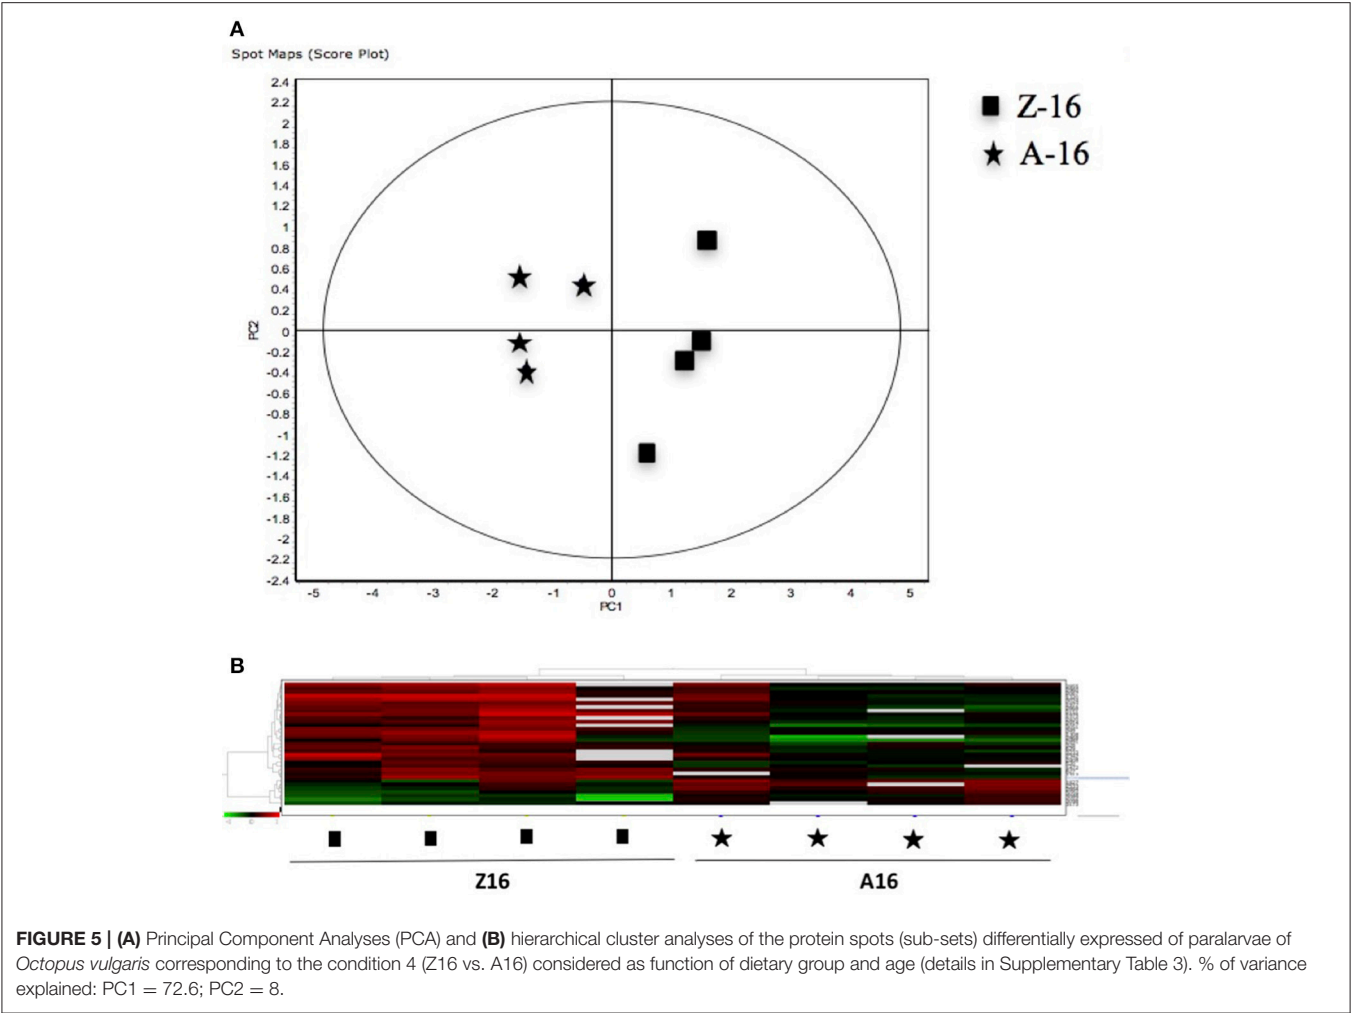 A
Spot Maps (Score Plot)
2.4
2.2
2
1.8
1.6
1.4
1.2
1
0.8
0.6
0.4
0.2
0
-0.2
-0.4
-0.6
-0.8
-1
-1.2
-1.4
-1.6
-1.8
-2
-2.2
-2.4
PC2
-5 -4 -3 -2 -1 0 1 2 3 4 5
PC1
Z-16
A-16
B
Z16 A16
FIGURE 5 | (A) Principal Component Analyses (PCA) and (B) hierarchical cluster analyses of the protein spots (sub-sets) differentially expressed of paralarvae of
Octopus vulgaris corresponding to the condition 4 (Z16 vs. A16) considered as function of dietary group and age (details in Supplementary Table 3). % of variance
explained: PC1 = 72.6; PC2 = 8.